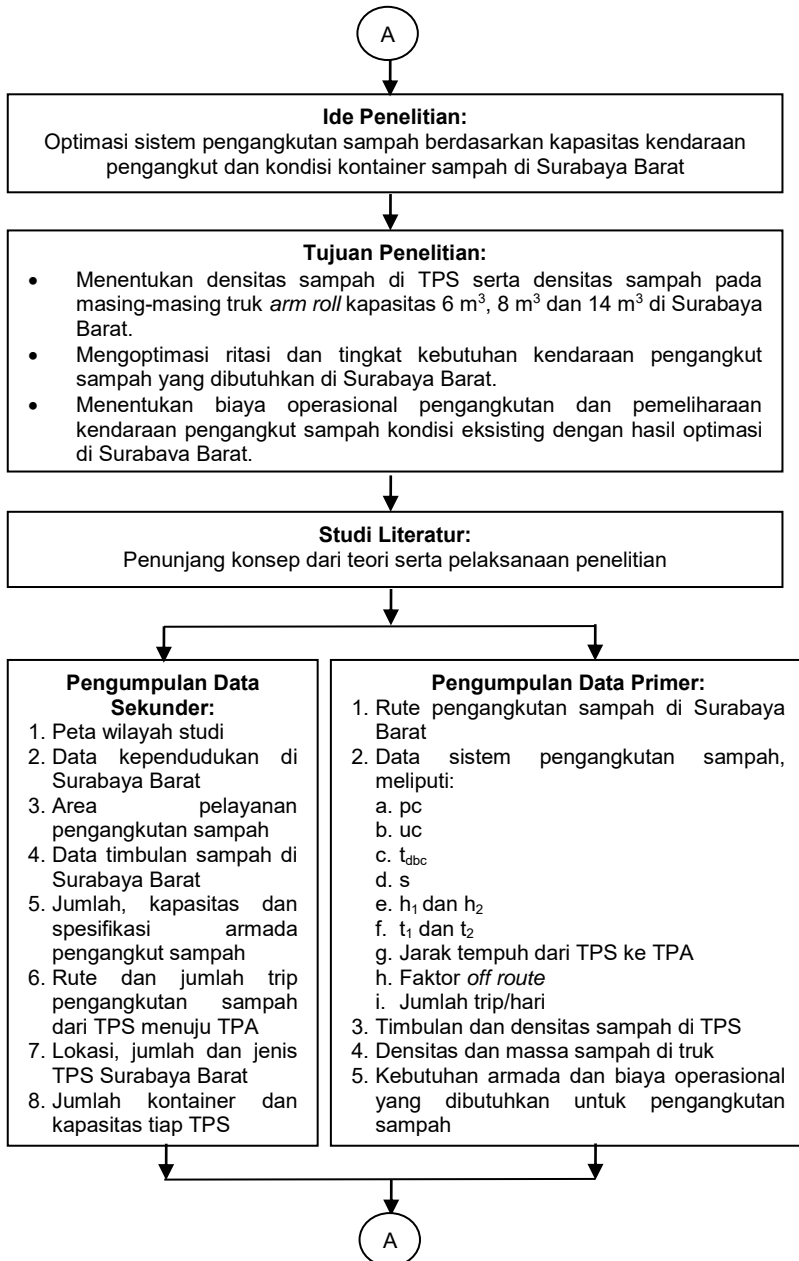 A
Ide Penelitian:
Optimasi sistem pengangkutan sampah berdasarkan kapasitas kendaraan
pengangkut dan kondisi kontainer sampah di Surabaya Barat
Tujuan Penelitian:
• Menentukan densitas sampah di TPS serta densitas sampah pada
masing-masing truk arm roll kapasitas 6 m³, 8 m³ dan 14 m³ di Surabaya
Barat.
• Mengoptimasi ritasi dan tingkat kebutuhan kendaraan pengangkut
sampah yang dibutuhkan di Surabaya Barat.
• Menentukan biaya operasional pengangkutan dan pemeliharaan
kendaraan pengangkut sampah kondisi eksisting dengan hasil optimasi
di Surabaya Barat.
Studi Literatur:
Penunjang konsep dari teori serta pelaksanaan penelitian
Pengumpulan Data
Sekunder:
1. Peta wilayah studi
2. Data kependudukan di
Surabaya Barat
3. Area pelayanan
pengangkutan sampah
4. Data timbulan sampah di
Surabaya Barat
5. Jumlah, kapasitas dan
spesifikasi armada
pengangkut sampah
6. Rute dan jumlah trip
pengangkutan sampah
dari TPS menuju TPA
7. Lokasi, jumlah dan jenis
TPS Surabaya Barat
8. Jumlah kontainer dan
kapasitas tiap TPS
Pengumpulan Data Primer:
1. Rute pengangkutan sampah di Surabaya
Barat
2. Data sistem pengangkutan sampah,
meliputi:
a. pc
b. uc
c. t_dbc
d. s
e. h₁ dan h₂
f. t₁ dan t₂
g. Jarak tempuh dari TPS ke TPA
h. Faktor off route
i. Jumlah trip/hari
3. Timbulan dan densitas sampah di TPS
4. Densitas dan massa sampah di truk
5. Kebutuhan armada dan biaya operasional
yang dibutuhkan untuk pengangkutan
sampah
A